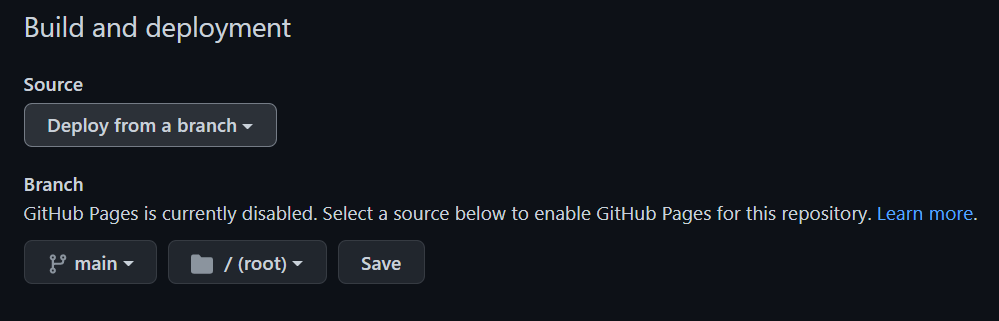 Build and deployment
Source
Deploy from a branch
Branch
GitHub Pages is currently disabled. Select a source below to enable GitHub Pages for this repository. Learn more.
main / (root) Save